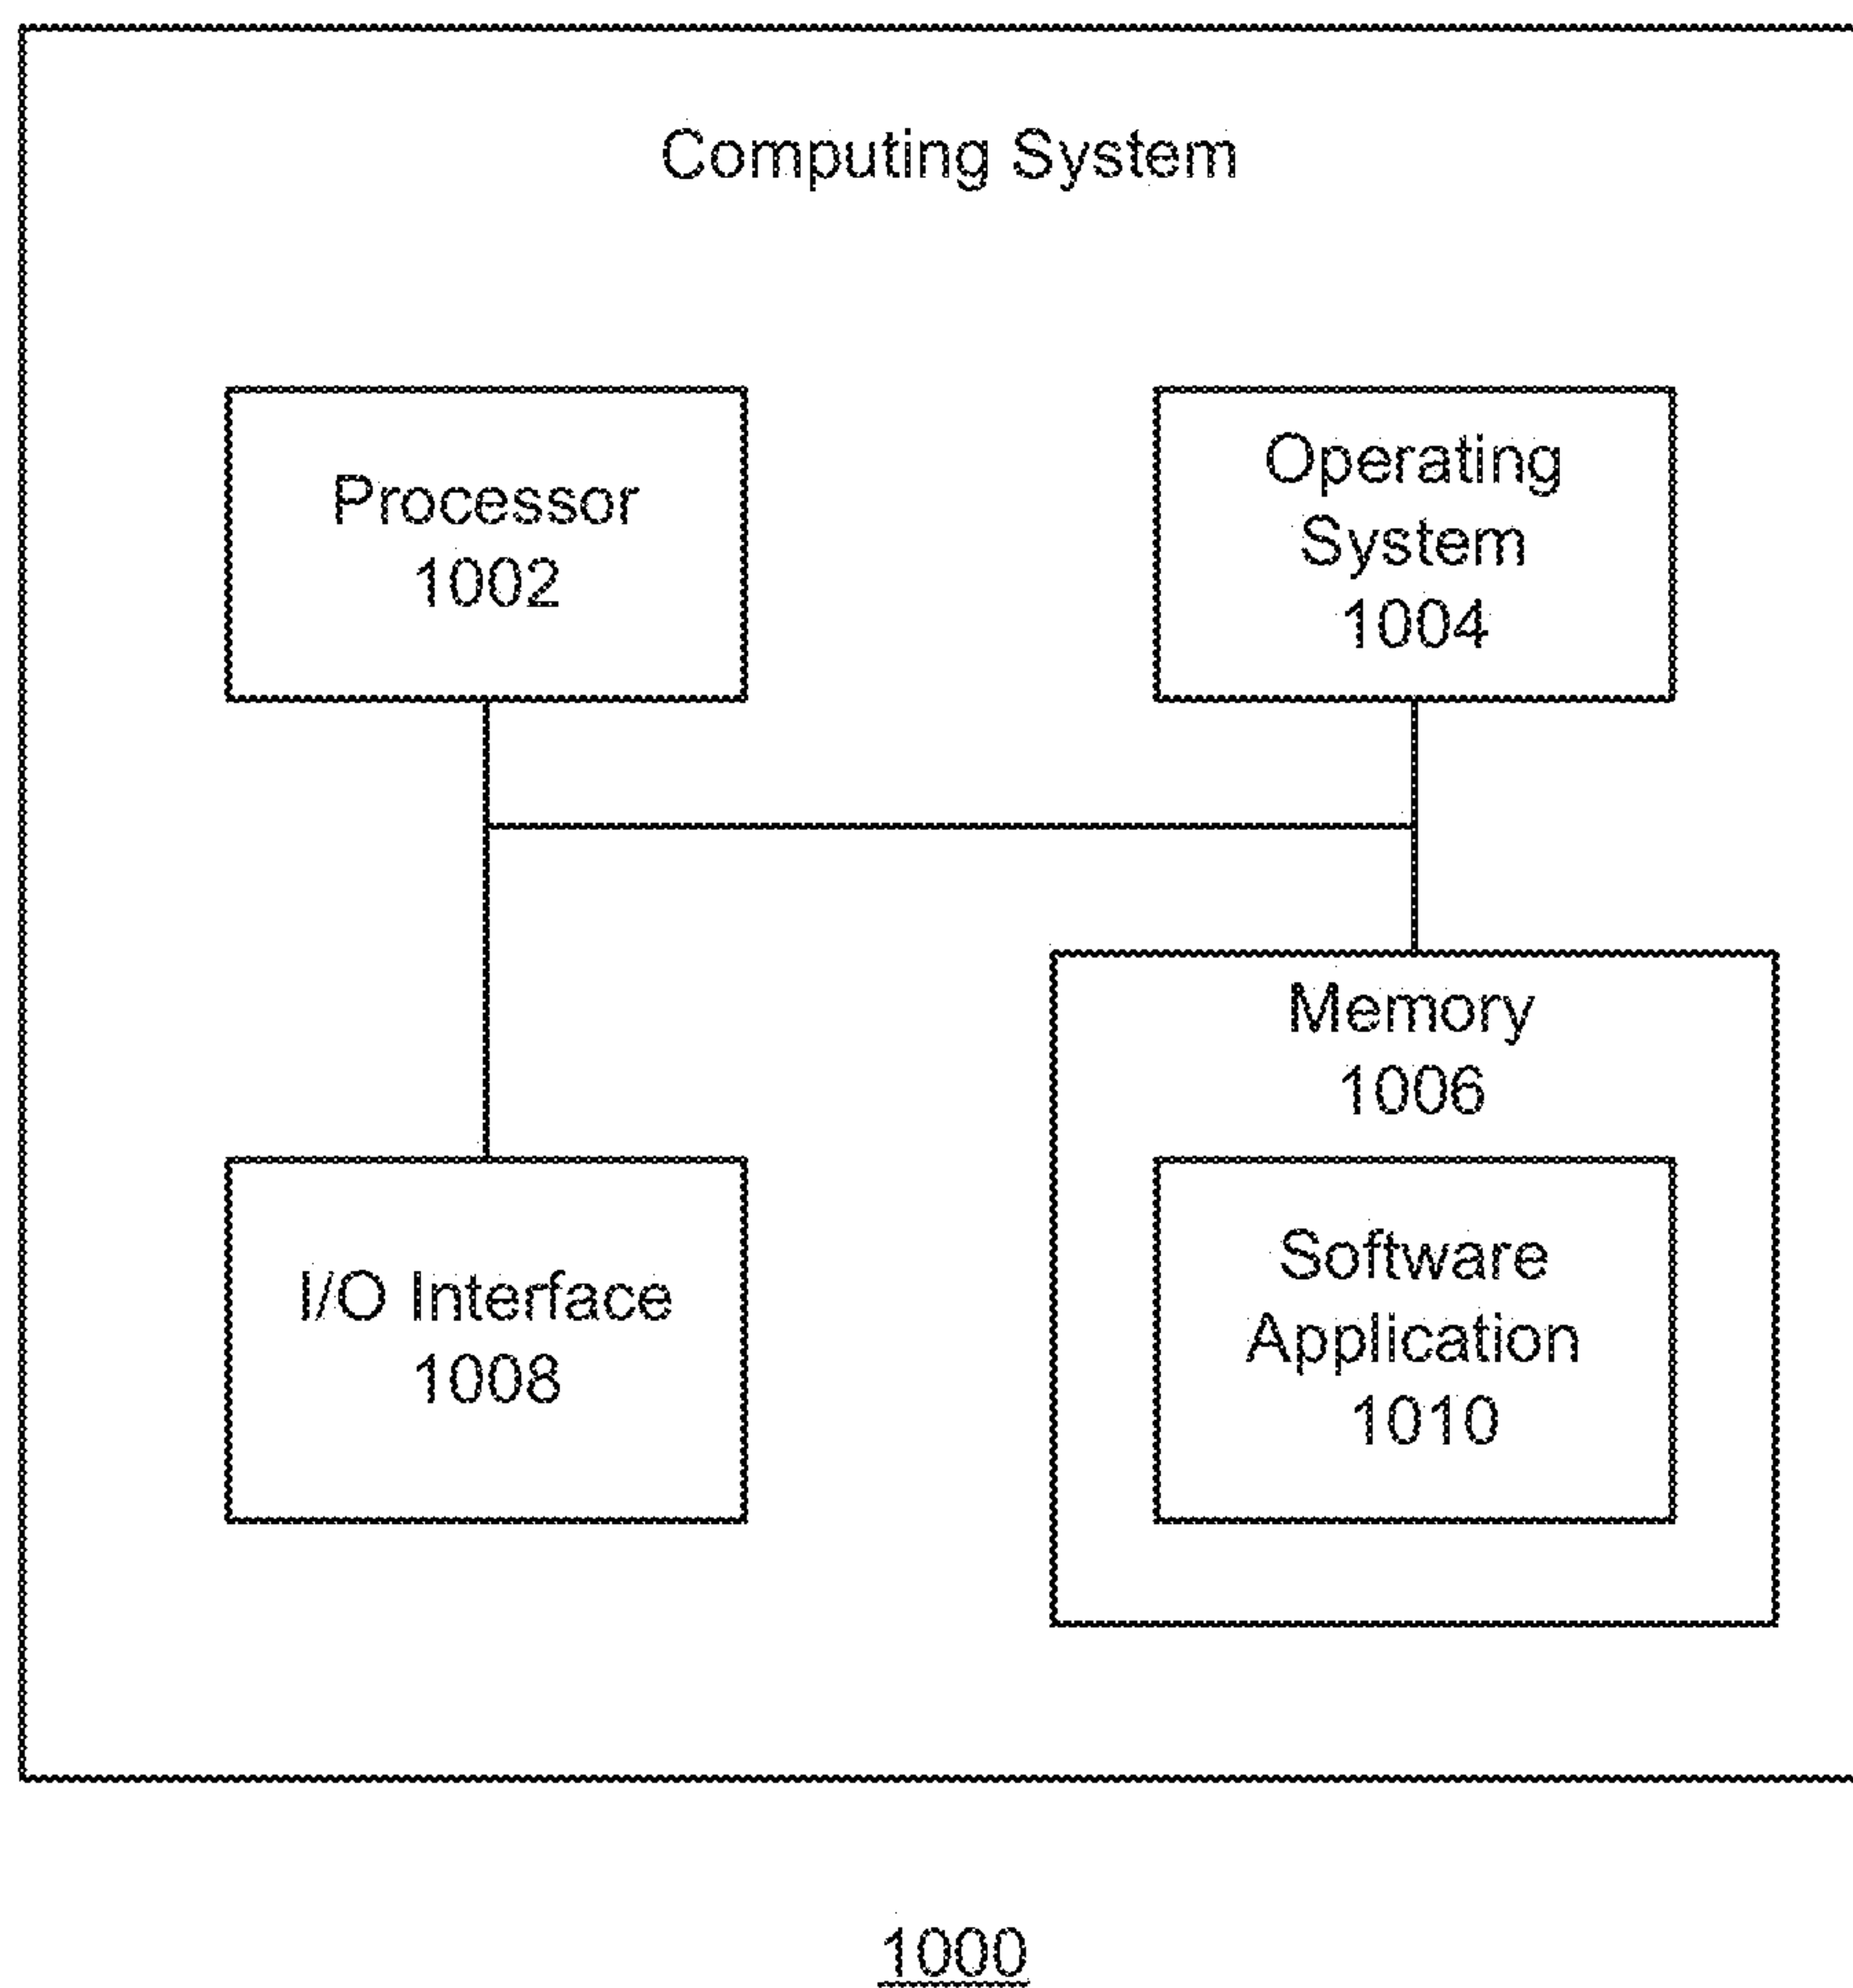 Computing System
Processor
1002
Operating
System
1004
Memory
1006
I/O Interface
1008
Software
Application
1010
1000